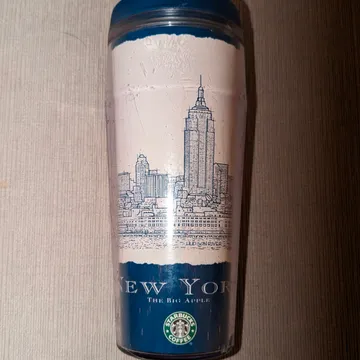 NEW YORK
THE BIG APPLE
STARBUCKS
COFFEE